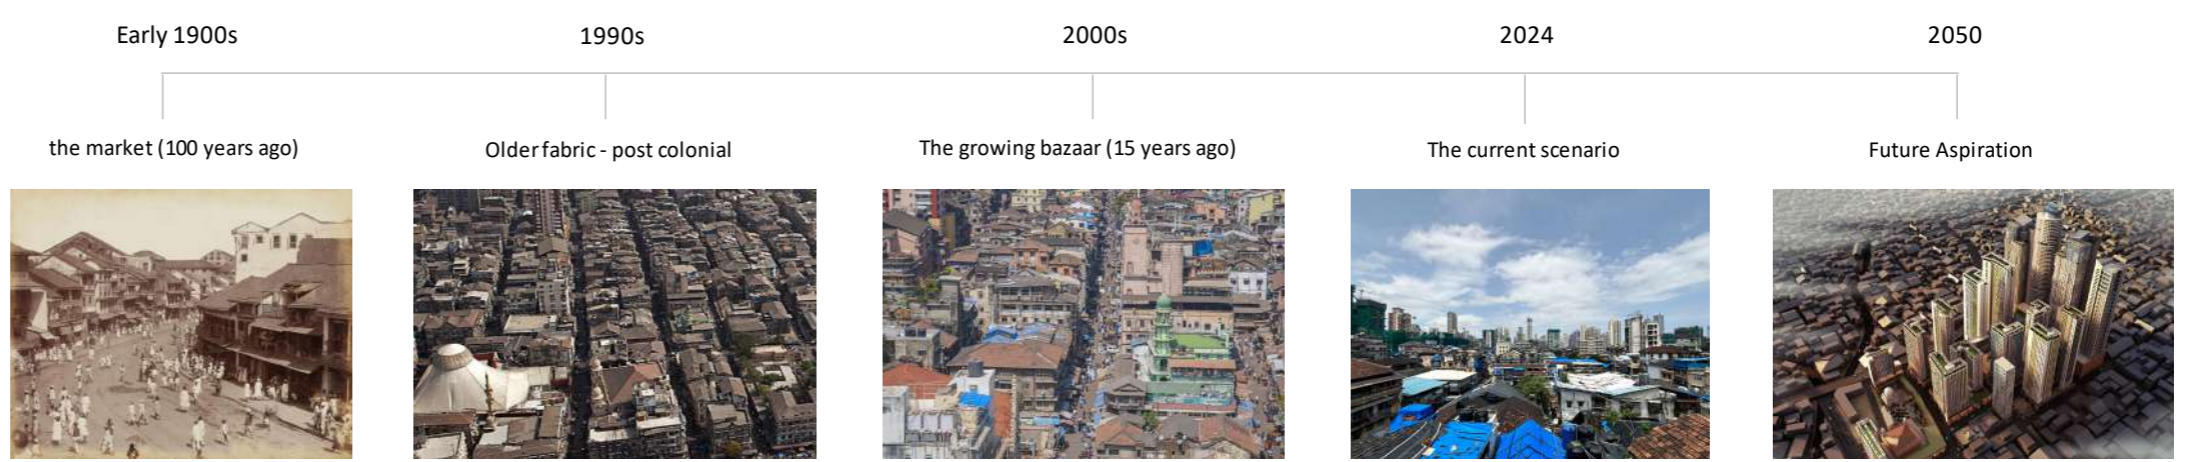 Early 1900s
1990s
2000s
2024
2050
the market (100 years ago)
Older fabric - post colonial
The growing bazaar (15 years ago)
The current scenario
Future Aspiration